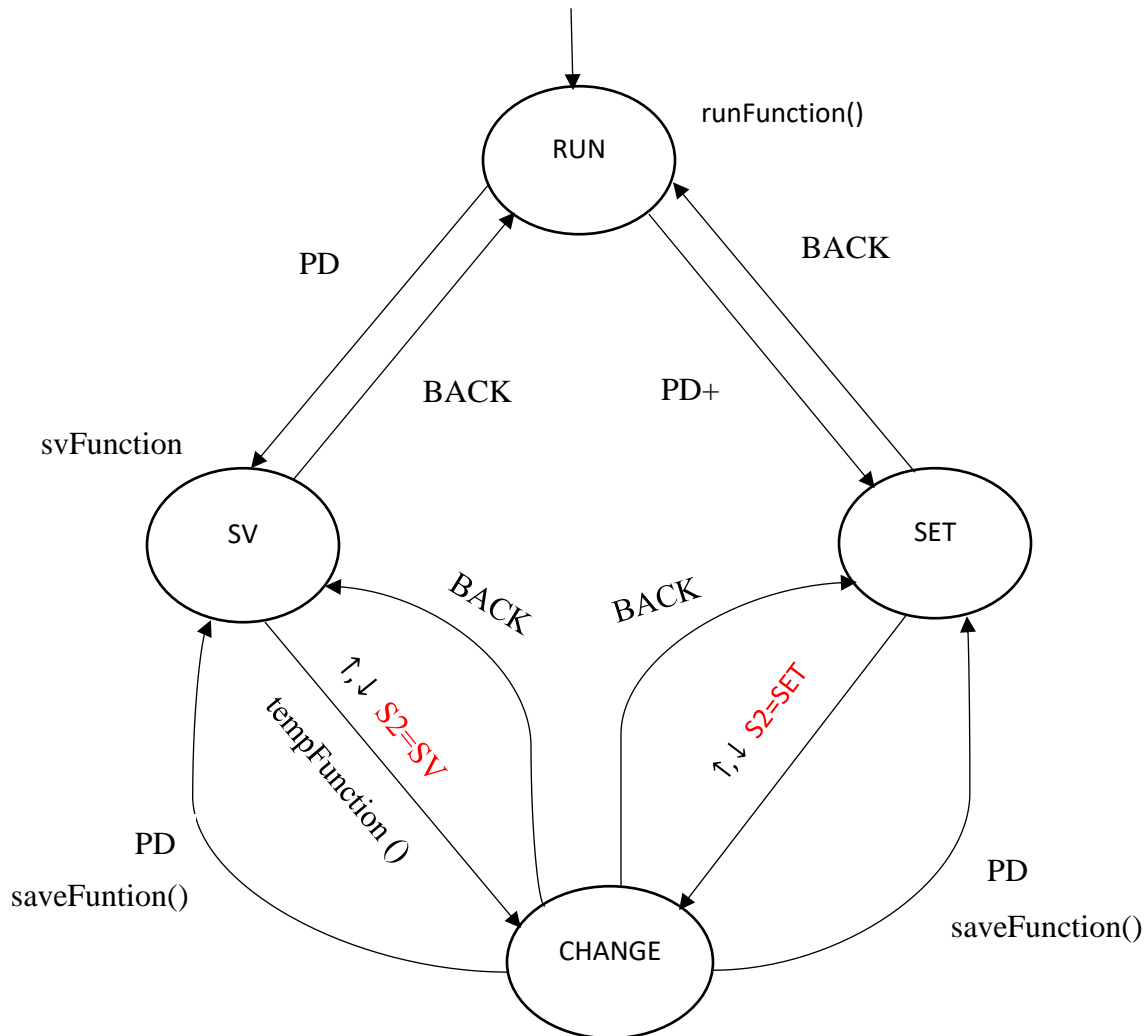 runFunction()
RUN
PD
BACK
BACK
PD+
svFunction
SV
SET
BACK
BACK
↑,↓ S2=SV
tempFunction ()
↑,↓ S2=SET
PD
saveFuntion()
PD
saveFunction()
CHANGE